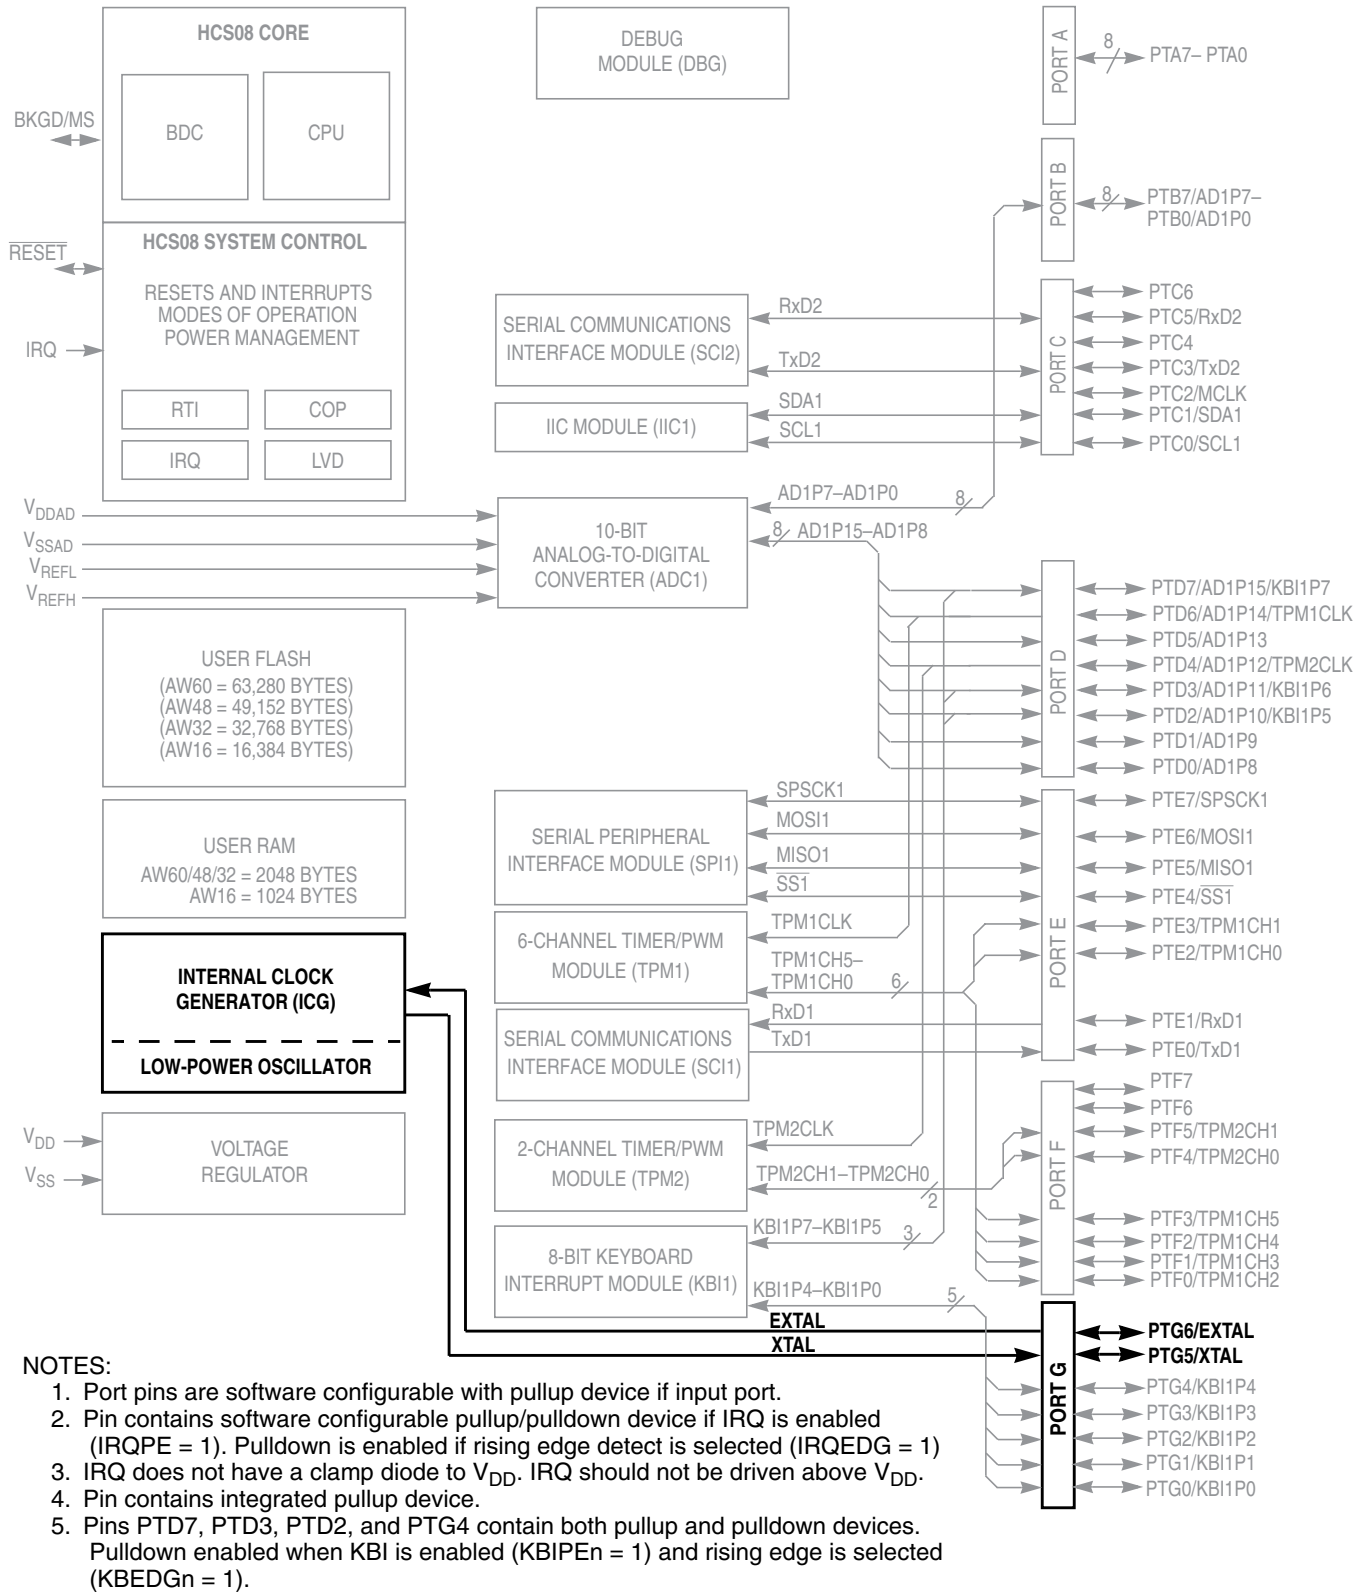 HCS08 CORE
BDC
CPU
BKGD/MS
HCS08 SYSTEM CONTROL
RESET
RESETS AND INTERRUPTS
MODES OF OPERATION
POWER MANAGEMENT
IRQ
RTI
COP
IRQ
LVD
VDDAD
VSSAD
VREFL
VREFH
USER FLASH
(AW60 = 63,280 BYTES)
(AW48 = 49,152 BYTES)
(AW32 = 32,768 BYTES)
(AW16 = 16,384 BYTES)
USER RAM
AW60/48/32 = 2048 BYTES
AW16 = 1024 BYTES
INTERNAL CLOCK
GENERATOR (ICG)
LOW-POWER OSCILLATOR
VDD
VSS
VOLTAGE
REGULATOR
DEBUG
MODULE (DBG)
SERIAL COMMUNICATIONS
INTERFACE MODULE (SCI2)
RxD2
TxD2
IIC MODULE (IIC1)
SDA1
SCL1
10-BIT
ANALOG-TO-DIGITAL
CONVERTER (ADC1)
AD1P7–AD1P0
8
8
AD1P15–AD1P8
SERIAL PERIPHERAL
INTERFACE MODULE (SPI1)
SPSCK1
MOSI1
MISO1
SS1
6-CHANNEL TIMER/PWM
MODULE (TPM1)
TPM1CLK
TPM1CH5–
TPM1CH0
6
SERIAL COMMUNICATIONS
INTERFACE MODULE (SCI1)
RxD1
TxD1
2-CHANNEL TIMER/PWM
MODULE (TPM2)
TPM2CLK
TPM2CH1–TPM2CH0
2
8-BIT KEYBOARD
INTERRUPT MODULE (KBI1)
KBI1P7–KBI1P5
3
KBI1P4–KBI1P0
5
EXTAL
XTAL
PORT A
8
PTA7– PTA0
PORT B
8
PTB7/AD1P7–
PTB0/AD1P0
PORT C
PTC6
PTC5/RxD2
PTC4
PTC3/TxD2
PTC2/MCLK
PTC1/SDA1
PTC0/SCL1
PORT D
PTD7/AD1P15/KBI1P7
PTD6/AD1P14/TPM1CLK
PTD5/AD1P13
PTD4/AD1P12/TPM2CLK
PTD3/AD1P11/KBI1P6
PTD2/AD1P10/KBI1P5
PTD1/AD1P9
PTD0/AD1P8
PORT E
PTE7/SPSCK1
PTE6/MOSI1
PTE5/MISO1
PTE4/SS1
PTE3/TPM1CH1
PTE2/TPM1CH0
PTE1/RxD1
PTE0/TxD1
PORT F
PTF7
PTF6
PTF5/TPM2CH1
PTF4/TPM2CH0
PTF3/TPM1CH5
PTF2/TPM1CH4
PTF1/TPM1CH3
PTF0/TPM1CH2
PORT G
PTG6/EXTAL
PTG5/XTAL
PTG4/KBI1P4
PTG3/KBI1P3
PTG2/KBI1P2
PTG1/KBI1P1
PTG0/KBI1P0
NOTES:
1. Port pins are software configurable with pullup device if input port.
2. Pin contains software configurable pullup/pulldown device if IRQ is enabled
(IRQPE = 1). Pulldown is enabled if rising edge detect is selected (IRQEDG = 1)
3. IRQ does not have a clamp diode to VDD. IRQ should not be driven above VDD.
4. Pin contains integrated pullup device.
5. Pins PTD7, PTD3, PTD2, and PTG4 contain both pullup and pulldown devices.
Pulldown enabled when KBI is enabled (KBIPEn = 1) and rising edge is selected
(KBEDGn = 1).